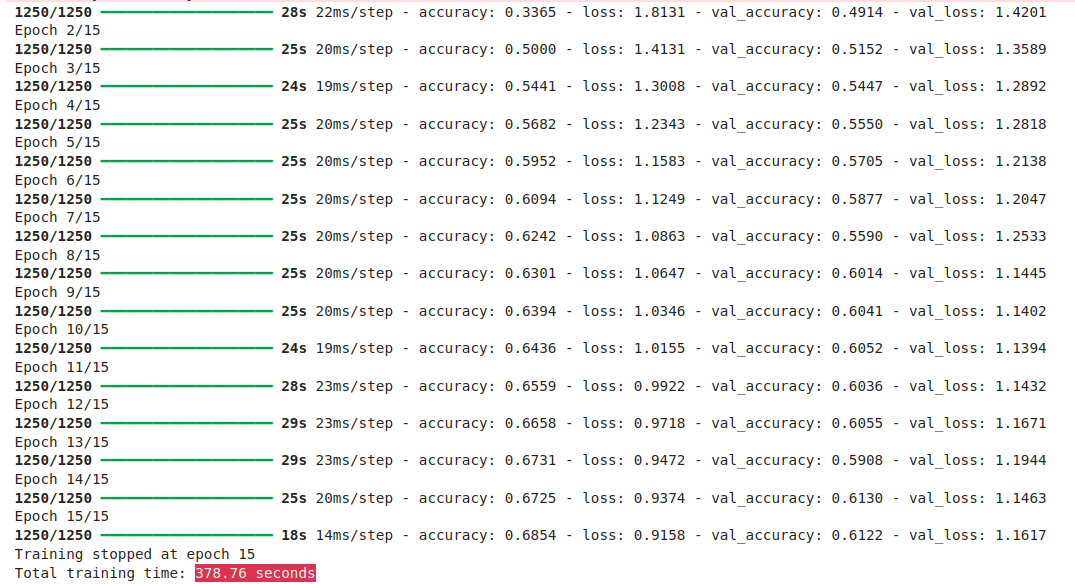 1250/1250 ━━━━━━━━━━━━━━━━━━━━ 28s 22ms/step - accuracy: 0.3365 - loss: 1.8131 - val_accuracy: 0.4914 - val_loss: 1.4201
Epoch 2/15
1250/1250 ━━━━━━━━━━━━━━━━━━━━ 25s 20ms/step - accuracy: 0.5000 - loss: 1.4131 - val_accuracy: 0.5152 - val_loss: 1.3589
Epoch 3/15
1250/1250 ━━━━━━━━━━━━━━━━━━━━ 24s 19ms/step - accuracy: 0.5441 - loss: 1.3008 - val_accuracy: 0.5447 - val_loss: 1.2892
Epoch 4/15
1250/1250 ━━━━━━━━━━━━━━━━━━━━ 25s 20ms/step - accuracy: 0.5682 - loss: 1.2343 - val_accuracy: 0.5550 - val_loss: 1.2818
Epoch 5/15
1250/1250 ━━━━━━━━━━━━━━━━━━━━ 25s 20ms/step - accuracy: 0.5952 - loss: 1.1583 - val_accuracy: 0.5705 - val_loss: 1.2138
Epoch 6/15
1250/1250 ━━━━━━━━━━━━━━━━━━━━ 25s 20ms/step - accuracy: 0.6094 - loss: 1.1249 - val_accuracy: 0.5877 - val_loss: 1.2047
Epoch 7/15
1250/1250 ━━━━━━━━━━━━━━━━━━━━ 25s 20ms/step - accuracy: 0.6242 - loss: 1.0863 - val_accuracy: 0.5590 - val_loss: 1.2533
Epoch 8/15
1250/1250 ━━━━━━━━━━━━━━━━━━━━ 25s 20ms/step - accuracy: 0.6301 - loss: 1.0647 - val_accuracy: 0.6014 - val_loss: 1.1445
Epoch 9/15
1250/1250 ━━━━━━━━━━━━━━━━━━━━ 25s 20ms/step - accuracy: 0.6394 - loss: 1.0346 - val_accuracy: 0.6041 - val_loss: 1.1402
Epoch 10/15
1250/1250 ━━━━━━━━━━━━━━━━━━━━ 24s 19ms/step - accuracy: 0.6436 - loss: 1.0155 - val_accuracy: 0.6052 - val_loss: 1.1394
Epoch 11/15
1250/1250 ━━━━━━━━━━━━━━━━━━━━ 28s 23ms/step - accuracy: 0.6559 - loss: 0.9922 - val_accuracy: 0.6036 - val_loss: 1.1432
Epoch 12/15
1250/1250 ━━━━━━━━━━━━━━━━━━━━ 29s 23ms/step - accuracy: 0.6658 - loss: 0.9718 - val_accuracy: 0.6055 - val_loss: 1.1671
Epoch 13/15
1250/1250 ━━━━━━━━━━━━━━━━━━━━ 29s 23ms/step - accuracy: 0.6731 - loss: 0.9472 - val_accuracy: 0.5908 - val_loss: 1.1944
Epoch 14/15
1250/1250 ━━━━━━━━━━━━━━━━━━━━ 25s 20ms/step - accuracy: 0.6725 - loss: 0.9374 - val_accuracy: 0.6130 - val_loss: 1.1463
Epoch 15/15
1250/1250 ━━━━━━━━━━━━━━━━━━━━ 18s 14ms/step - accuracy: 0.6854 - loss: 0.9158 - val_accuracy: 0.6122 - val_loss: 1.1617
Training stopped at epoch 15
Total training time: 378.76 seconds